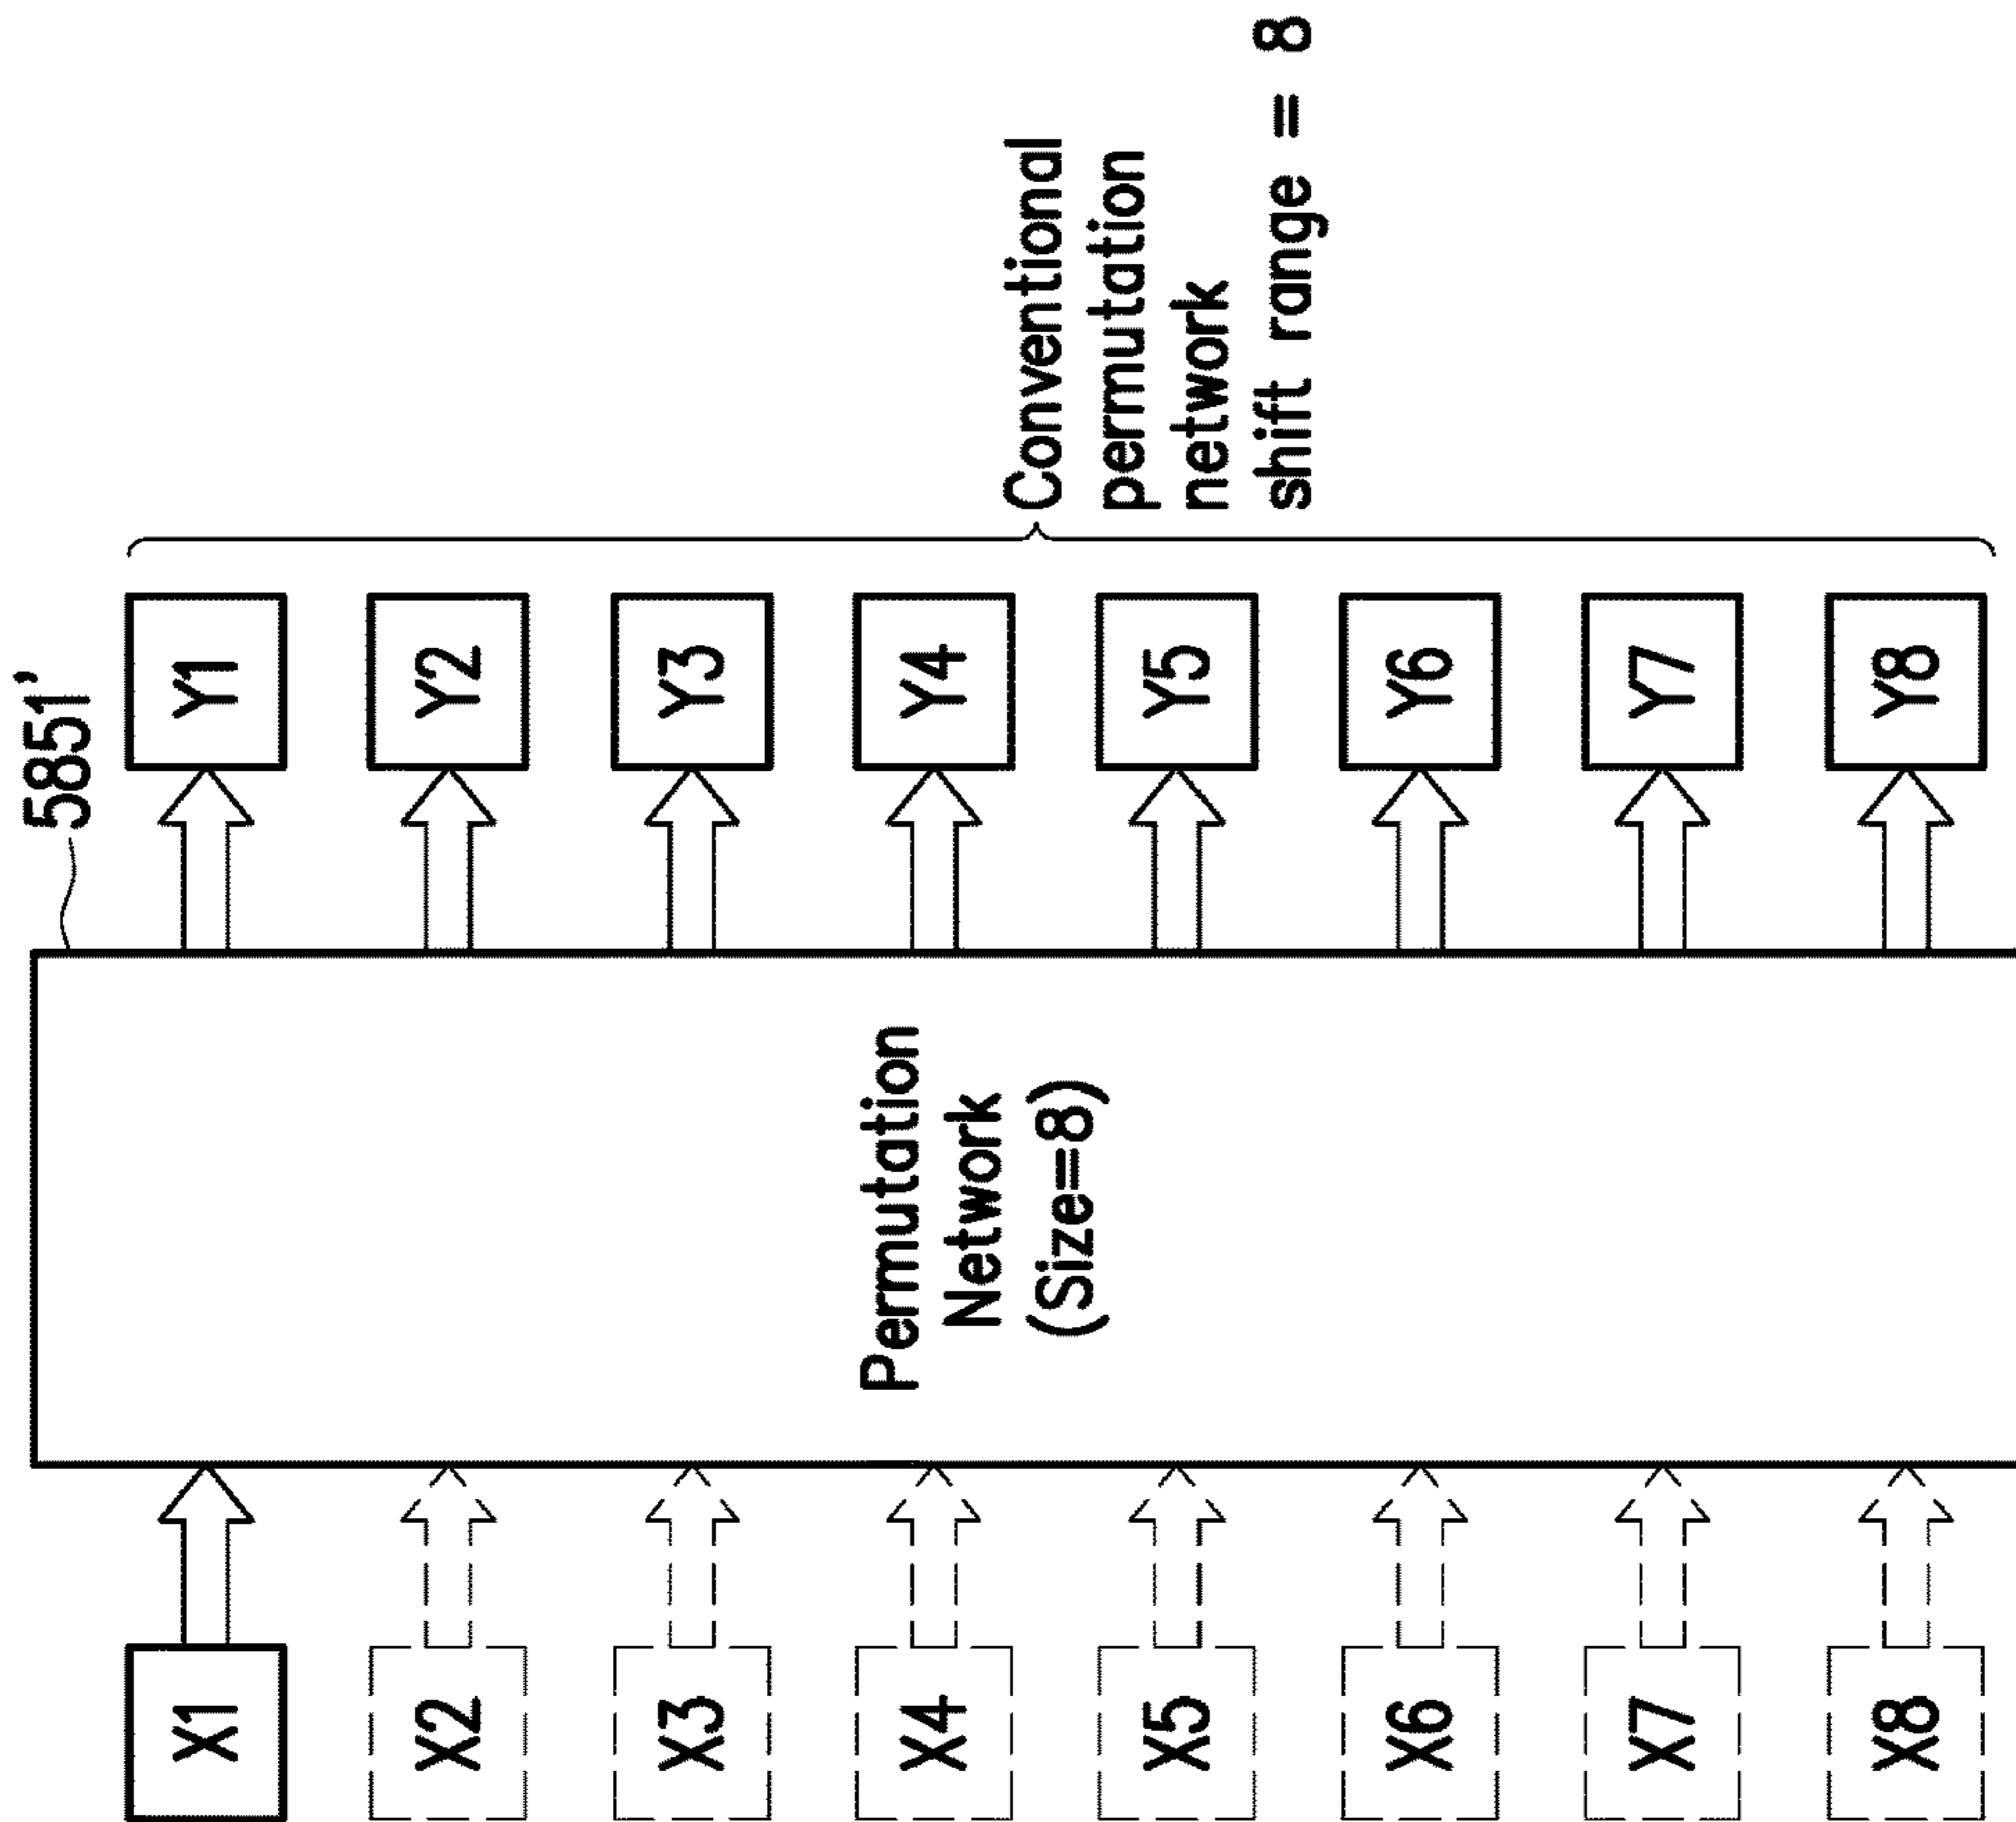 5851'
X1
X2
X3
X4
X5
X6
X7
X8
Permutation
Network
(Size=8)
Y1
Y2
Y3
Y4
Y5
Y6
Y7
Y8
Conventional
permutation
network
shift range = 8